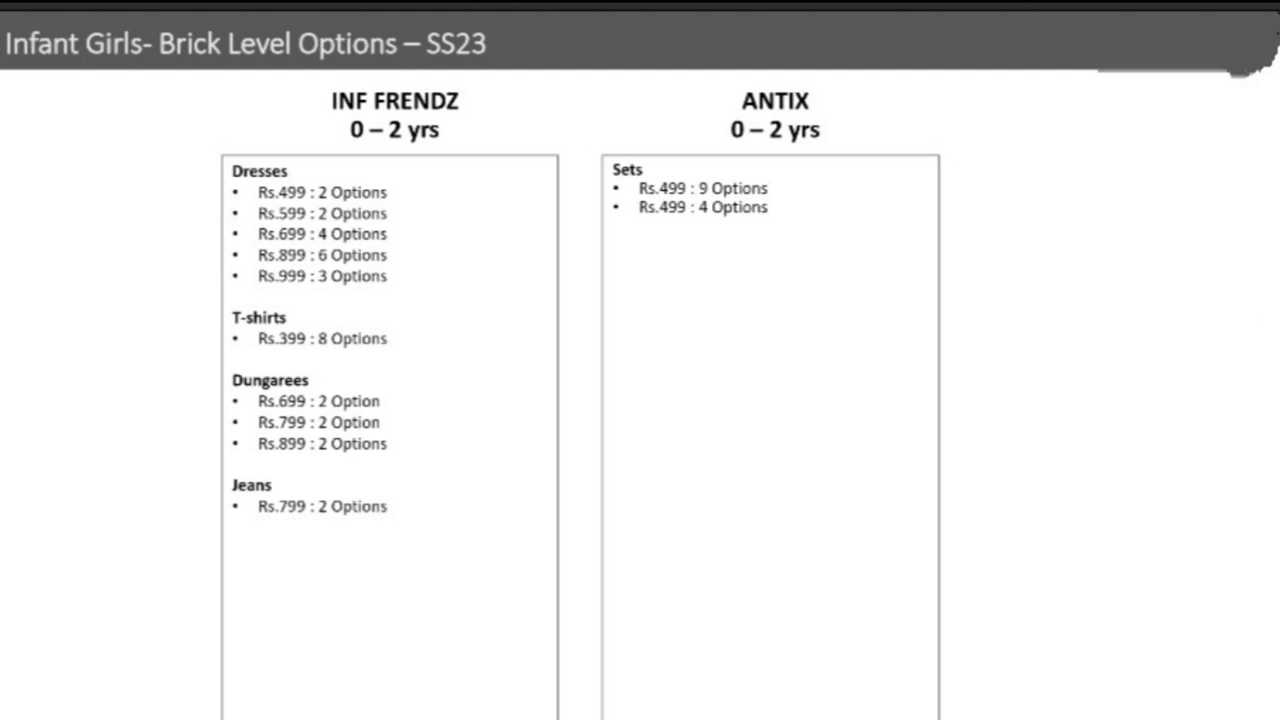 Infant Girls- Brick Level Options – SS23
INF FRENDZ
0 – 2 yrs
Dresses
• Rs.499 : 2 Options
• Rs.599 : 2 Options
• Rs.699 : 4 Options
• Rs.899 : 6 Options
• Rs.999 : 3 Options
T-shirts
• Rs.399 : 8 Options
Dungarees
• Rs.699 : 2 Option
• Rs.799 : 2 Option
• Rs.899 : 2 Options
Jeans
• Rs.799 : 2 Options
ANTIX
0 – 2 yrs
Sets
• Rs.499 : 9 Options
• Rs.499 : 4 Options